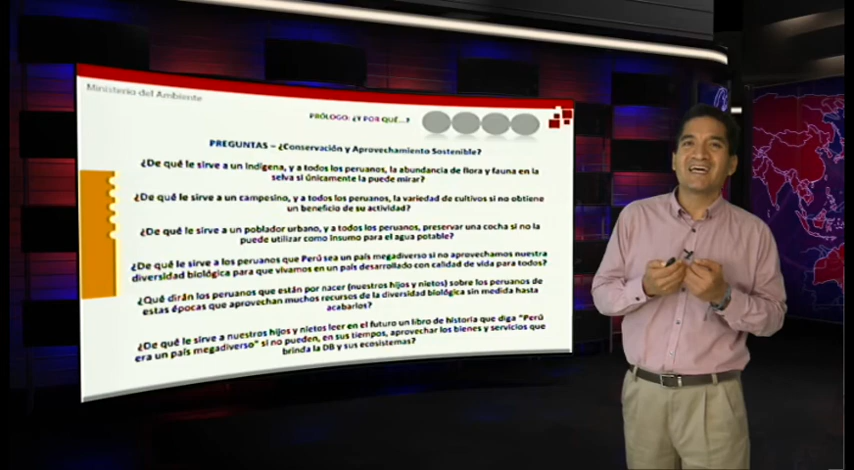 Ministerio del Ambiente
PRÓLOGO: ¿Y POR QUÉ...?
PREGUNTAS – ¿Conservación y Aprovechamiento Sostenible?
¿De qué le sirve a un indígena, y a todos los peruanos, la abundancia de flora y fauna en la
selva si únicamente la puede mirar?
¿De qué le sirve a un campesino, y a todos los peruanos, la variedad de cultivos si no obtiene
un beneficio de su actividad?
¿De qué le sirve a un poblador urbano, y a todos los peruanos, preservar una cocha si no la
puede utilizar como insumo para el agua potable?
¿De qué le sirve a los peruanos que Perú sea un país megadiverso si no aprovechamos nuestra
diversidad biológica para que vivamos en un país desarrollado con calidad de vida para todos?
¿Qué dirán los peruanos que están por nacer (nuestros hijos y nietos) sobre los peruanos de
estas épocas que aprovechan muchos recursos de la diversidad biológica sin medida hasta
acabarlos?
¿De qué le sirve a nuestros hijos y nietos leer en el futuro un libro de historia que diga "Perú
era un país megadiverso" si no pueden, en sus tiempos, aprovechar los bienes y servicios que
brinda la DB y sus ecosistemas?